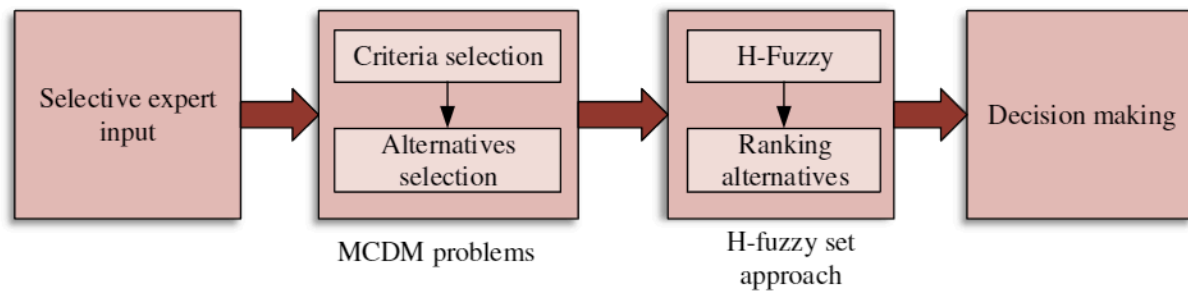 Selective expert
input
Criteria selection
Alternatives
selection
MCDM problems
H-Fuzzy
Ranking
alternatives
H-fuzzy set
approach
Decision making